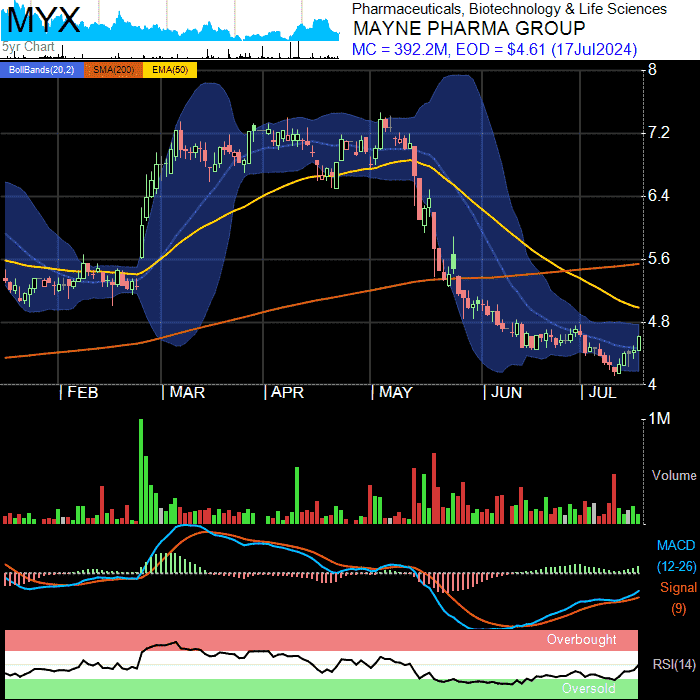 MYX
5yr Chart
Pharmaceuticals, Biotechnology & Life Sciences
MAYNE PHARMA GROUP
MC = 392.2M, EOD = $4.61 (17Jul2024)
BollBands(20,2) SMA(200) EMA(50)
8
7.2
6.4
5.6
4.8
4
FEB MAR APR MAY JUN JUL
1M
Volume
MACD
(12-26)
Signal
(9)
Overbought
RSI(14)
Oversold